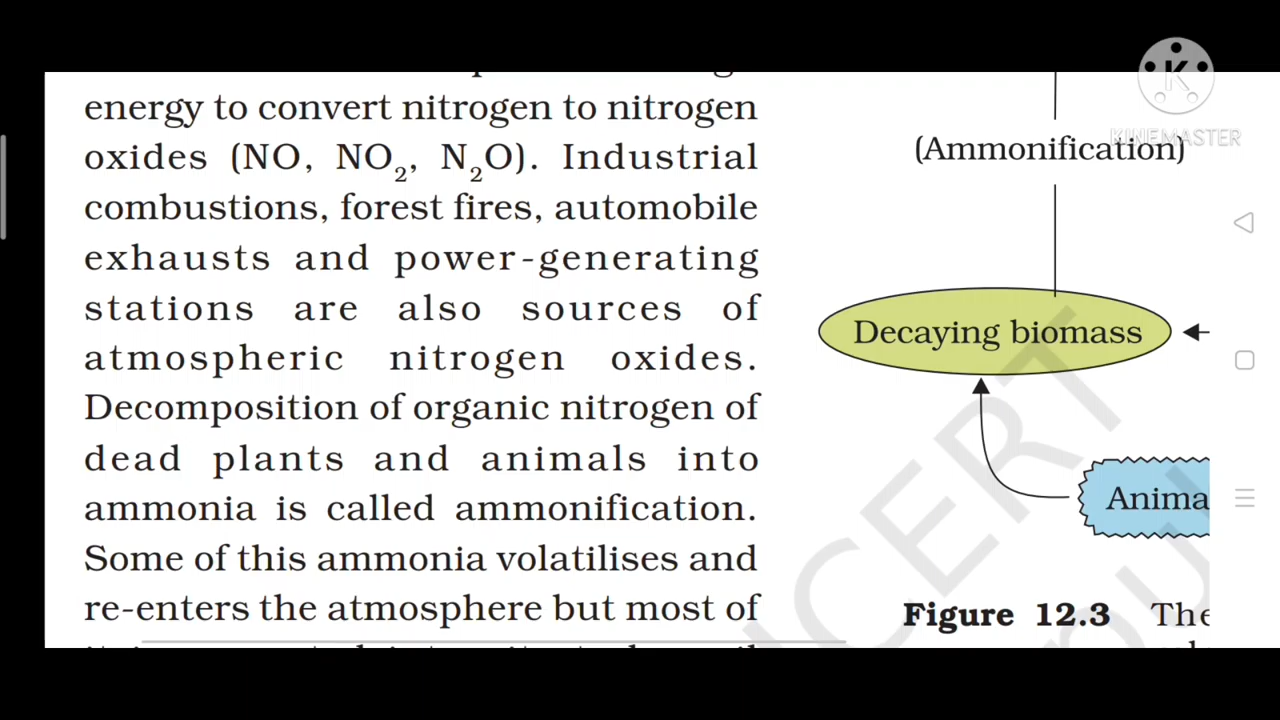 energy to convert nitrogen to nitrogen
oxides (NO, NO₂, N₂O). Industrial
combustions, forest fires, automobile
exhausts and power-generating
stations are also sources of
atmospheric nitrogen oxides.
Decomposition of organic nitrogen of
dead plants and animals into
ammonia is called ammonification.
Some of this ammonia volatilises and
re-enters the atmosphere but most of
K
KINEMASTER
(Ammonification)
Decaying biomass
Anima
Figure 12.3 The
NCERT